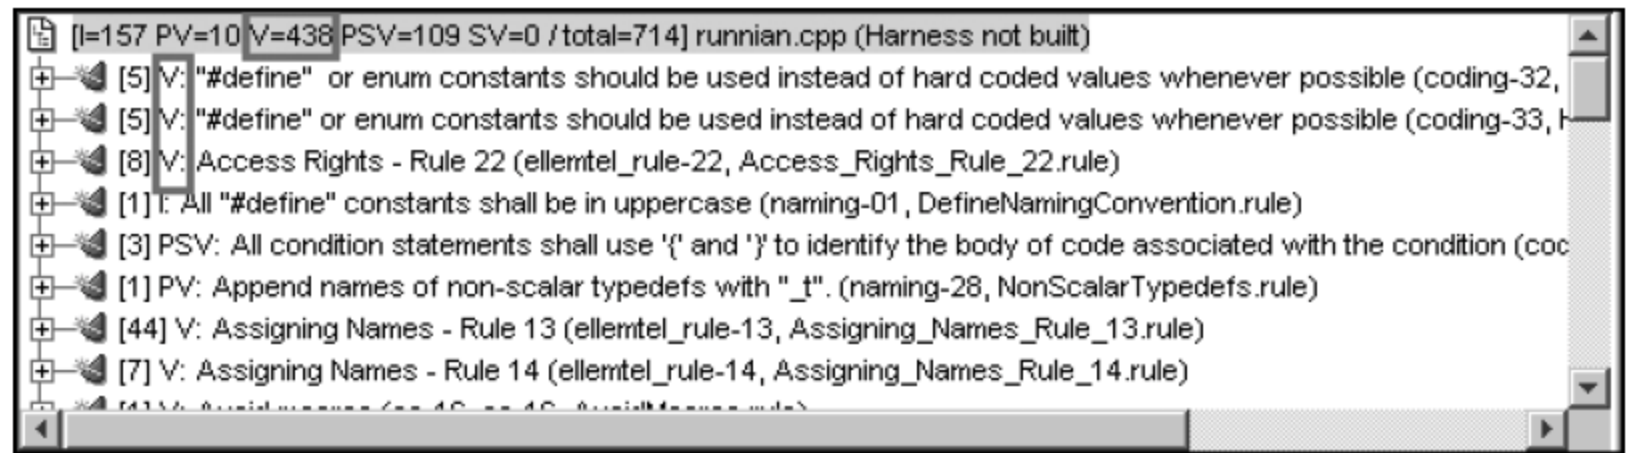 [I=157 PV=10 V=438 PSV=109 SV=0 / total=714] runnian.cpp (Harness not built)
[5] V: "#define" or enum constants should be used instead of hard coded values whenever possible (coding-32,
[5] V: "#define" or enum constants should be used instead of hard coded values whenever possible (coding-33, H
[8] V: Access Rights - Rule 22 (ellemtel_rule-22, Access_Rights_Rule_22.rule)
[1] I: All "#define" constants shall be in uppercase (naming-01, DefineNamingConvention.rule)
[3] PSV: All condition statements shall use '{' and '}' to identify the body of code associated with the condition (coc
[1] PV: Append names of non-scalar typedefs with "_t". (naming-28, NonScalarTypedefs.rule)
[44] V: Assigning Names - Rule 13 (ellemtel_rule-13, Assigning_Names_Rule_13.rule)
[7] V: Assigning Names - Rule 14 (ellemtel_rule-14, Assigning_Names_Rule_14.rule)